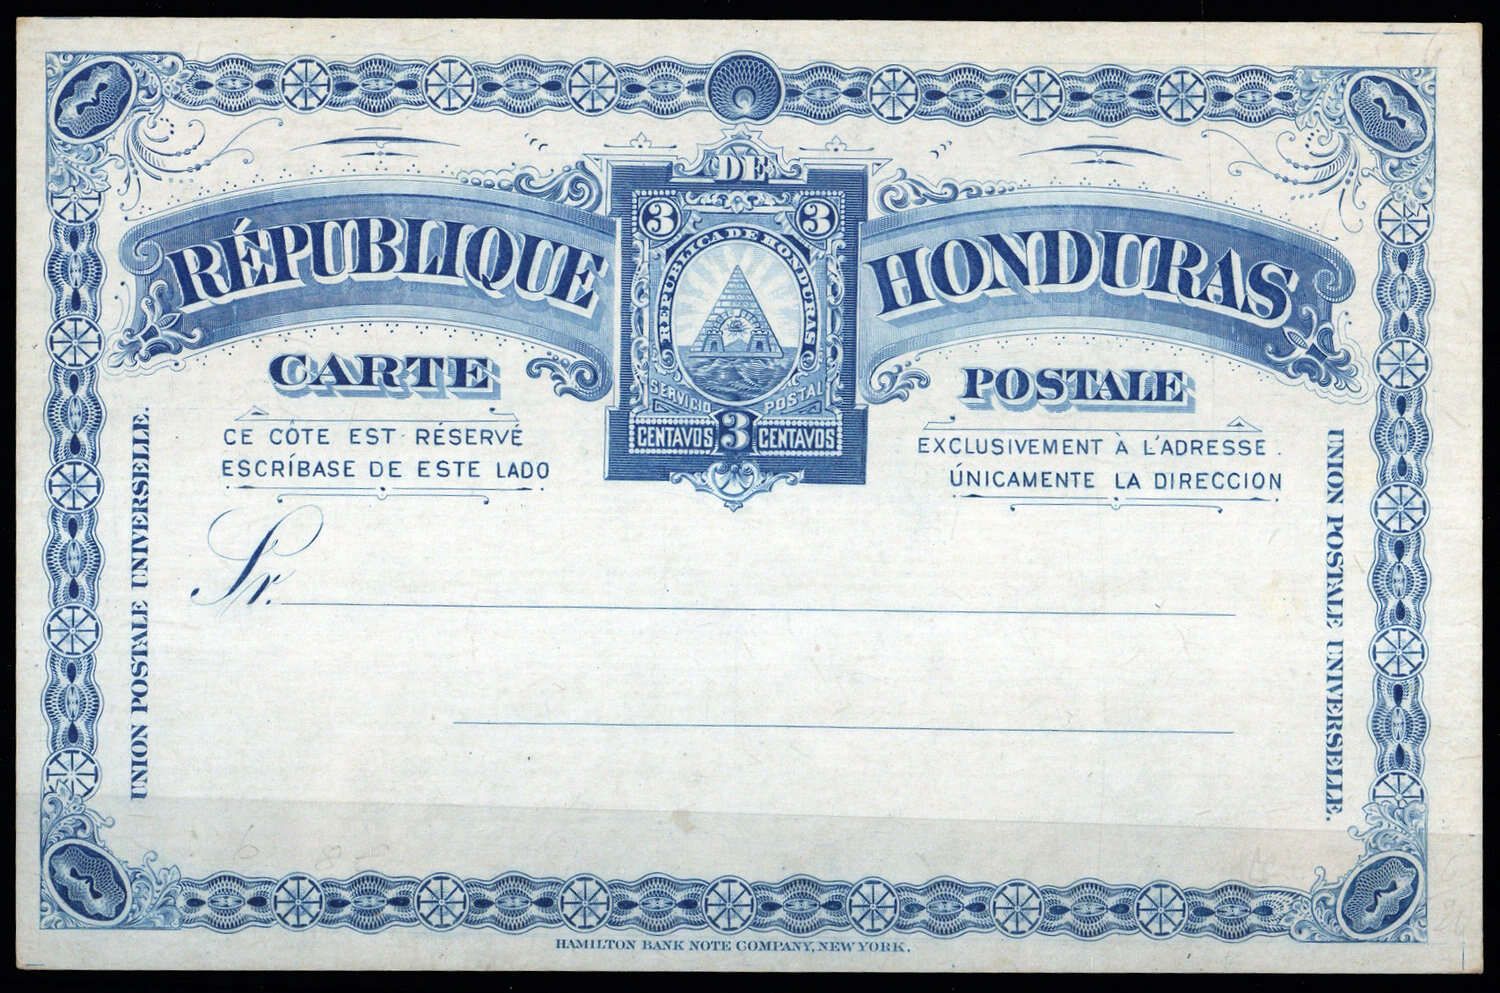 RÉPUBLIQUE DE HONDURAS
3 3
REPUBLICA DE HONDURAS
SERVICIO POSTAL
CENTAVOS 3 CENTAVOS
CARTE POSTALE
CE CÔTE EST RÉSERVÉ EXCLUSIVEMENT À L'ADRESSE.
ESCRÍBASE DE ESTE LADO ÚNICAMENTE LA DIRECCION
UNION POSTALE UNIVERSELLE.
UNION POSTALE UNIVERSELLE.
Sr.
HAMILTON BANK NOTE COMPANY, NEW YORK.